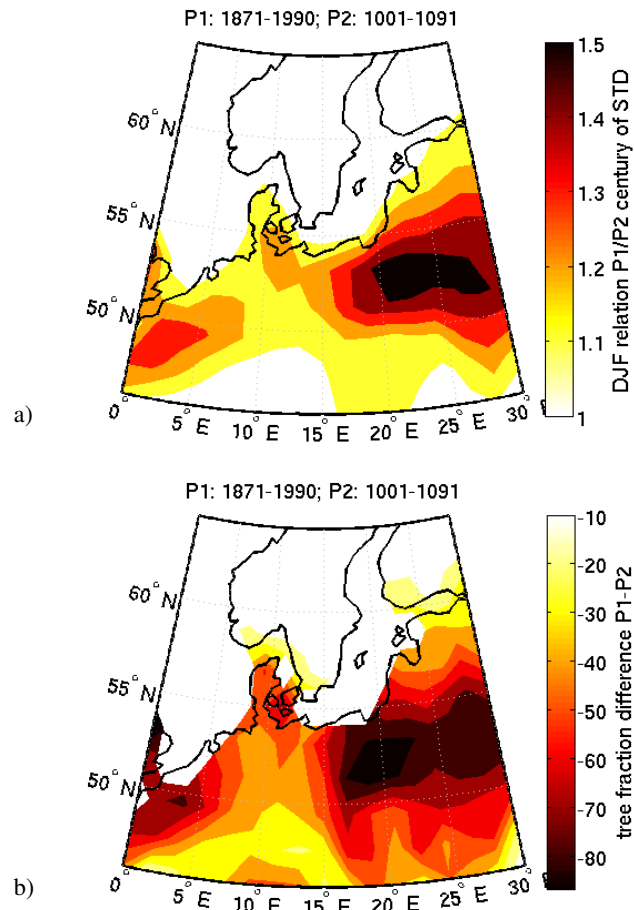 P1: 1871-1990; P2: 1001-1091
60° N
55° N
50° N
0°
5° E
10° E
15° E
20° E
25° E
30° E
1.5
1.4
1.3
1.2
1.1
1
DJF relation P1/P2 century of STD
a)
P1: 1871-1990; P2: 1001-1091
60° N
55° N
50° N
0°
5° E
10° E
15° E
20° E
25° E
30° E
-10
-20
-30
-40
-50
-60
-70
-80
tree fraction difference P1-P2
b)